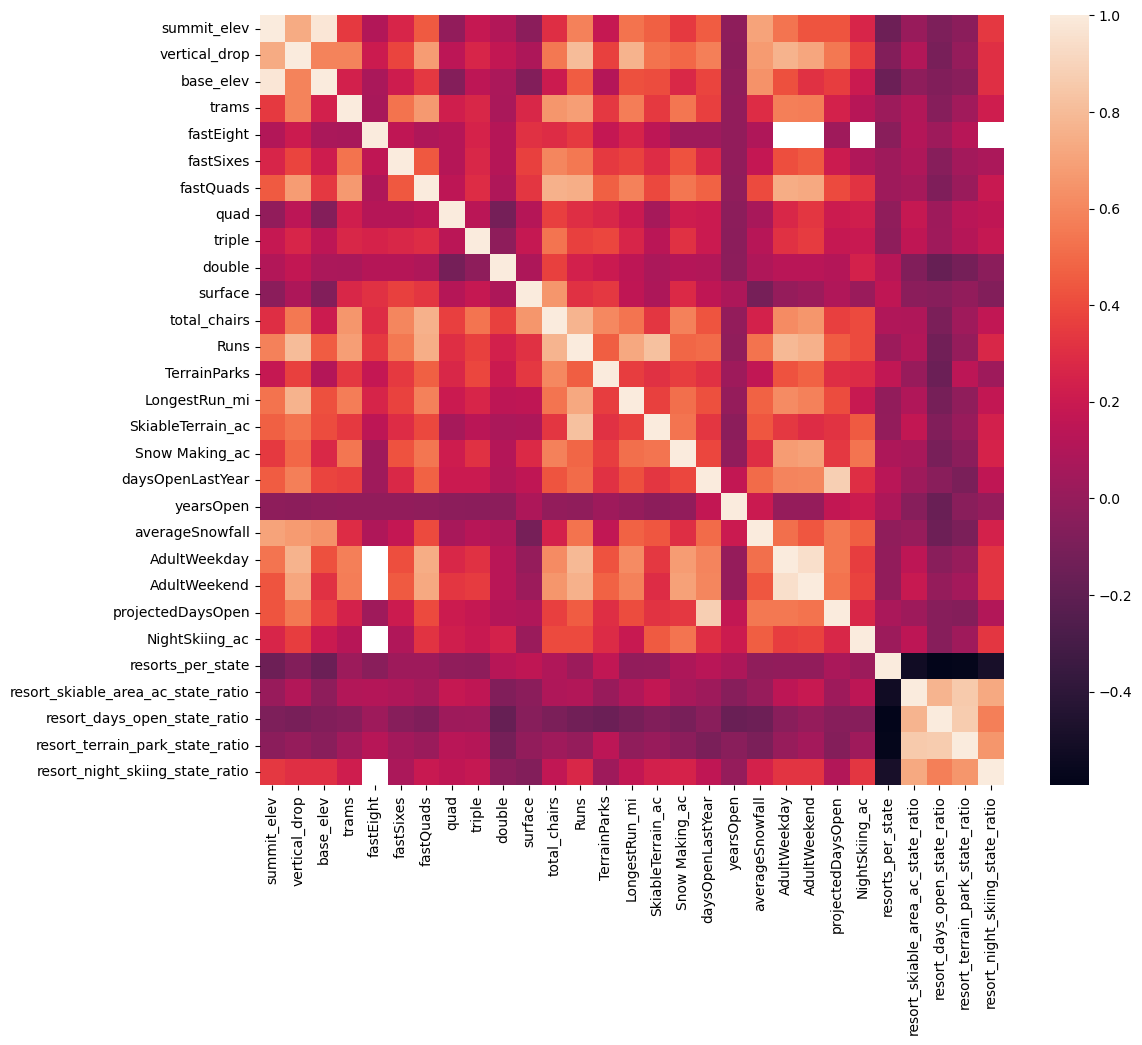 summit_elev
vertical_drop
base_elev
trams
fastEight
fastSixes
fastQuads
quad
triple
double
surface
total_chairs
Runs
TerrainParks
LongestRun_mi
SkiableTerrain_ac
Snow Making_ac
daysOpenLastYear
yearsOpen
averageSnowfall
AdultWeekday
AdultWeekend
projectedDaysOpen
NightSkiing_ac
resorts_per_state
resort_skiable_area_ac_state_ratio
resort_days_open_state_ratio
resort_terrain_park_state_ratio
resort_night_skiing_state_ratio
summit_elev
vertical_drop
base_elev
trams
fastEight
fastSixes
fastQuads
quad
triple
double
surface
total_chairs
Runs
TerrainParks
LongestRun_mi
SkiableTerrain_ac
Snow Making_ac
daysOpenLastYear
yearsOpen
averageSnowfall
AdultWeekday
AdultWeekend
projectedDaysOpen
NightSkiing_ac
resorts_per_state
resort_skiable_area_ac_state_ratio
resort_days_open_state_ratio
resort_terrain_park_state_ratio
resort_night_skiing_state_ratio
1.0
0.8
0.6
0.4
0.2
0.0
−0.2
−0.4